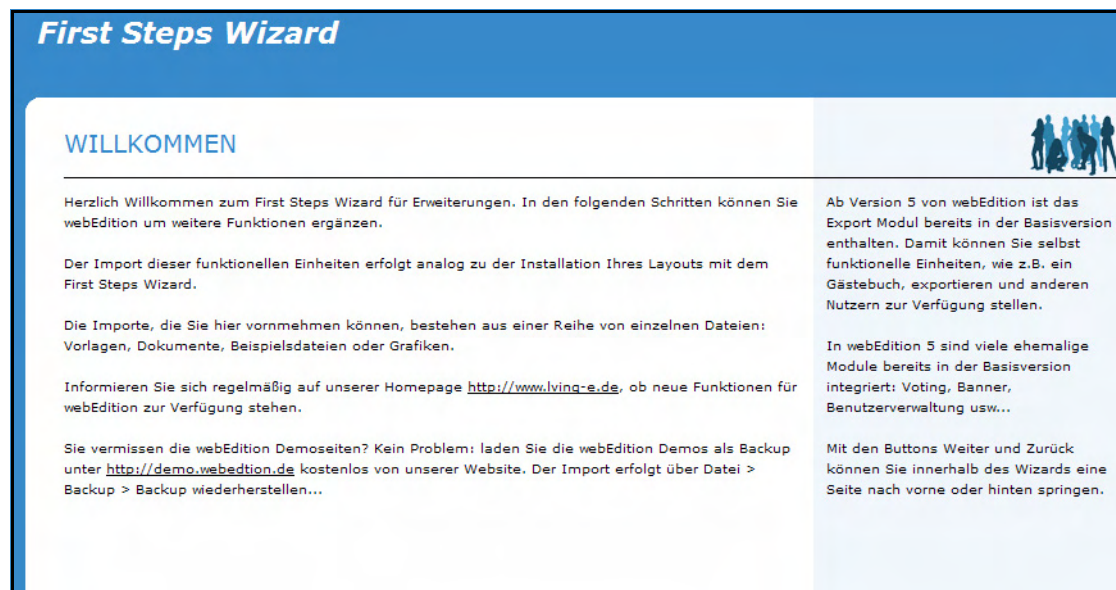 First Steps Wizard
WILLKOMMEN
Herzlich Willkommen zum First Steps Wizard für Erweiterungen. In den folgenden Schritten können Sie
webEdition um weitere Funktionen ergänzen.
Der Import dieser funktionellen Einheiten erfolgt analog zu der Installation Ihres Layouts mit dem
First Steps Wizard.
Die Importe, die Sie hier vornmehmen können, bestehen aus einer Reihe von einzelnen Dateien:
Vorlagen, Dokumente, Beispielsdateien oder Grafiken.
Informieren Sie sich regelmäßig auf unserer Homepage http://www.lvinq-e.de, ob neue Funktionen für
webEdition zur Verfügung stehen.
Sie vermissen die webEdition Demoseiten? Kein Problem: laden Sie die webEdition Demos als Backup
unter http://demo.webedtion.de kostenlos von unserer Website. Der Import erfolgt über Datei >
Backup > Backup wiederherstellen...
Ab Version 5 von webEdition ist das
Export Modul bereits in der Basisversion
enthalten. Damit können Sie selbst
funktionelle Einheiten, wie z.B. ein
Gästebuch, exportieren und anderen
Nutzern zur Verfügung stellen.
In webEdition 5 sind viele ehemalige
Module bereits in der Basisversion
integriert: Voting, Banner,
Benutzerverwaltung usw...
Mit den Buttons Weiter und Zurück
können Sie innerhalb des Wizards eine
Seite nach vorne oder hinten springen.